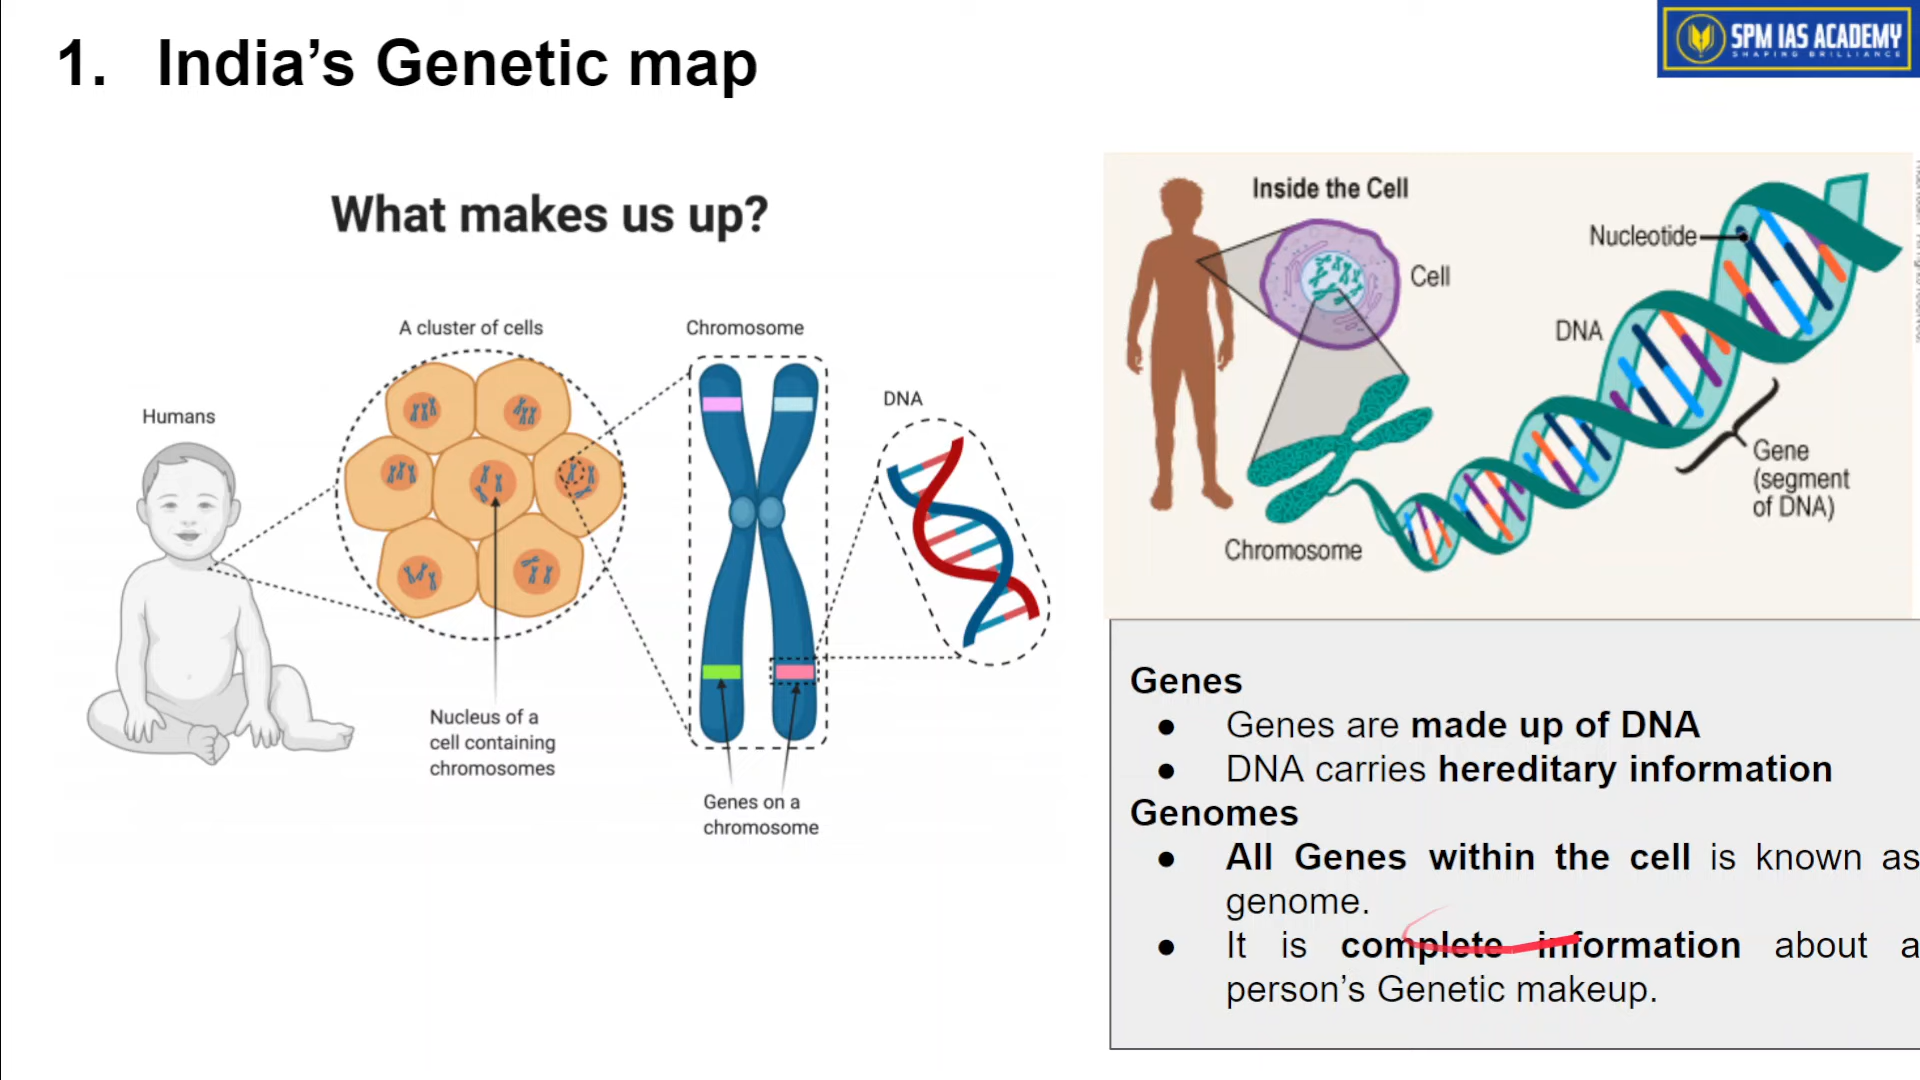 1. India’s Genetic map
SPM IAS ACADEMY
SHAPING BRILLIANCE
What makes us up?
Humans
A cluster of cells
Chromosome
DNA
Nucleus of a
cell containing
chromosomes
Genes on a
chromosome
Inside the Cell
Cell
Nucleotide
DNA
Gene
(segment
of DNA)
Chromosome
Genes
● Genes are made up of DNA
● DNA carries hereditary information
Genomes
● All Genes within the cell is known as
genome.
● It is complete information about a
person’s Genetic makeup.